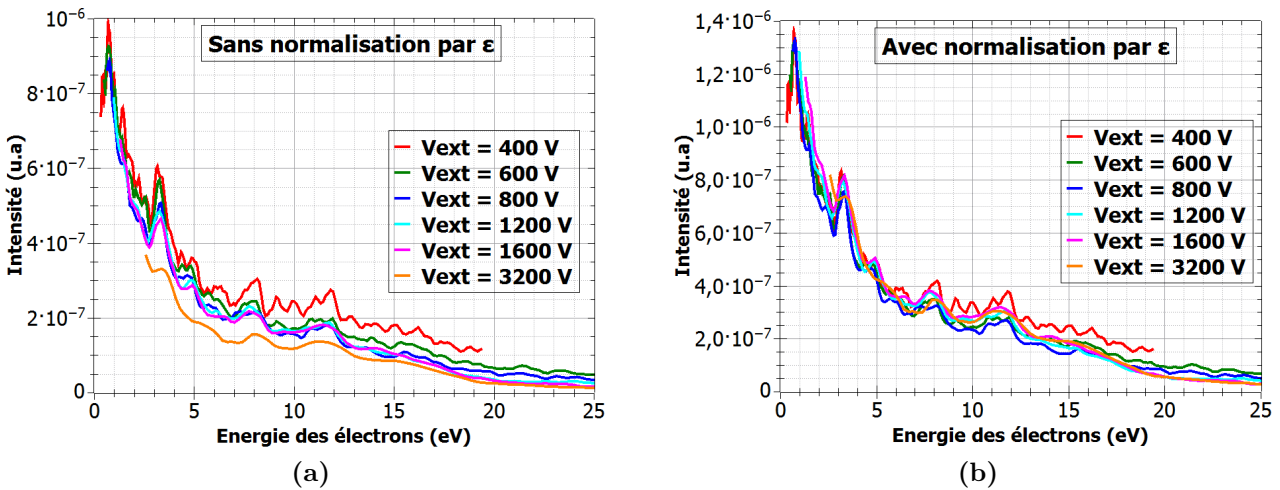 10⁻⁶
8·10⁻⁷
6·10⁻⁷
4·10⁻⁷
2·10⁻⁷
0
Intensité (u.a)
Sans normalisation par ε
Vext = 400 V
Vext = 600 V
Vext = 800 V
Vext = 1200 V
Vext = 1600 V
Vext = 3200 V
0 5 10 15 20 25
Energie des électrons (eV)
(a)
1,4·10⁻⁶
1,2·10⁻⁶
1,0·10⁻⁶
8,0·10⁻⁷
6,0·10⁻⁷
4,0·10⁻⁷
2,0·10⁻⁷
0
Intensité (u.a)
Avec normalisation par ε
Vext = 400 V
Vext = 600 V
Vext = 800 V
Vext = 1200 V
Vext = 1600 V
Vext = 3200 V
0 5 10 15 20 25
Energie des électrons (eV)
(b)